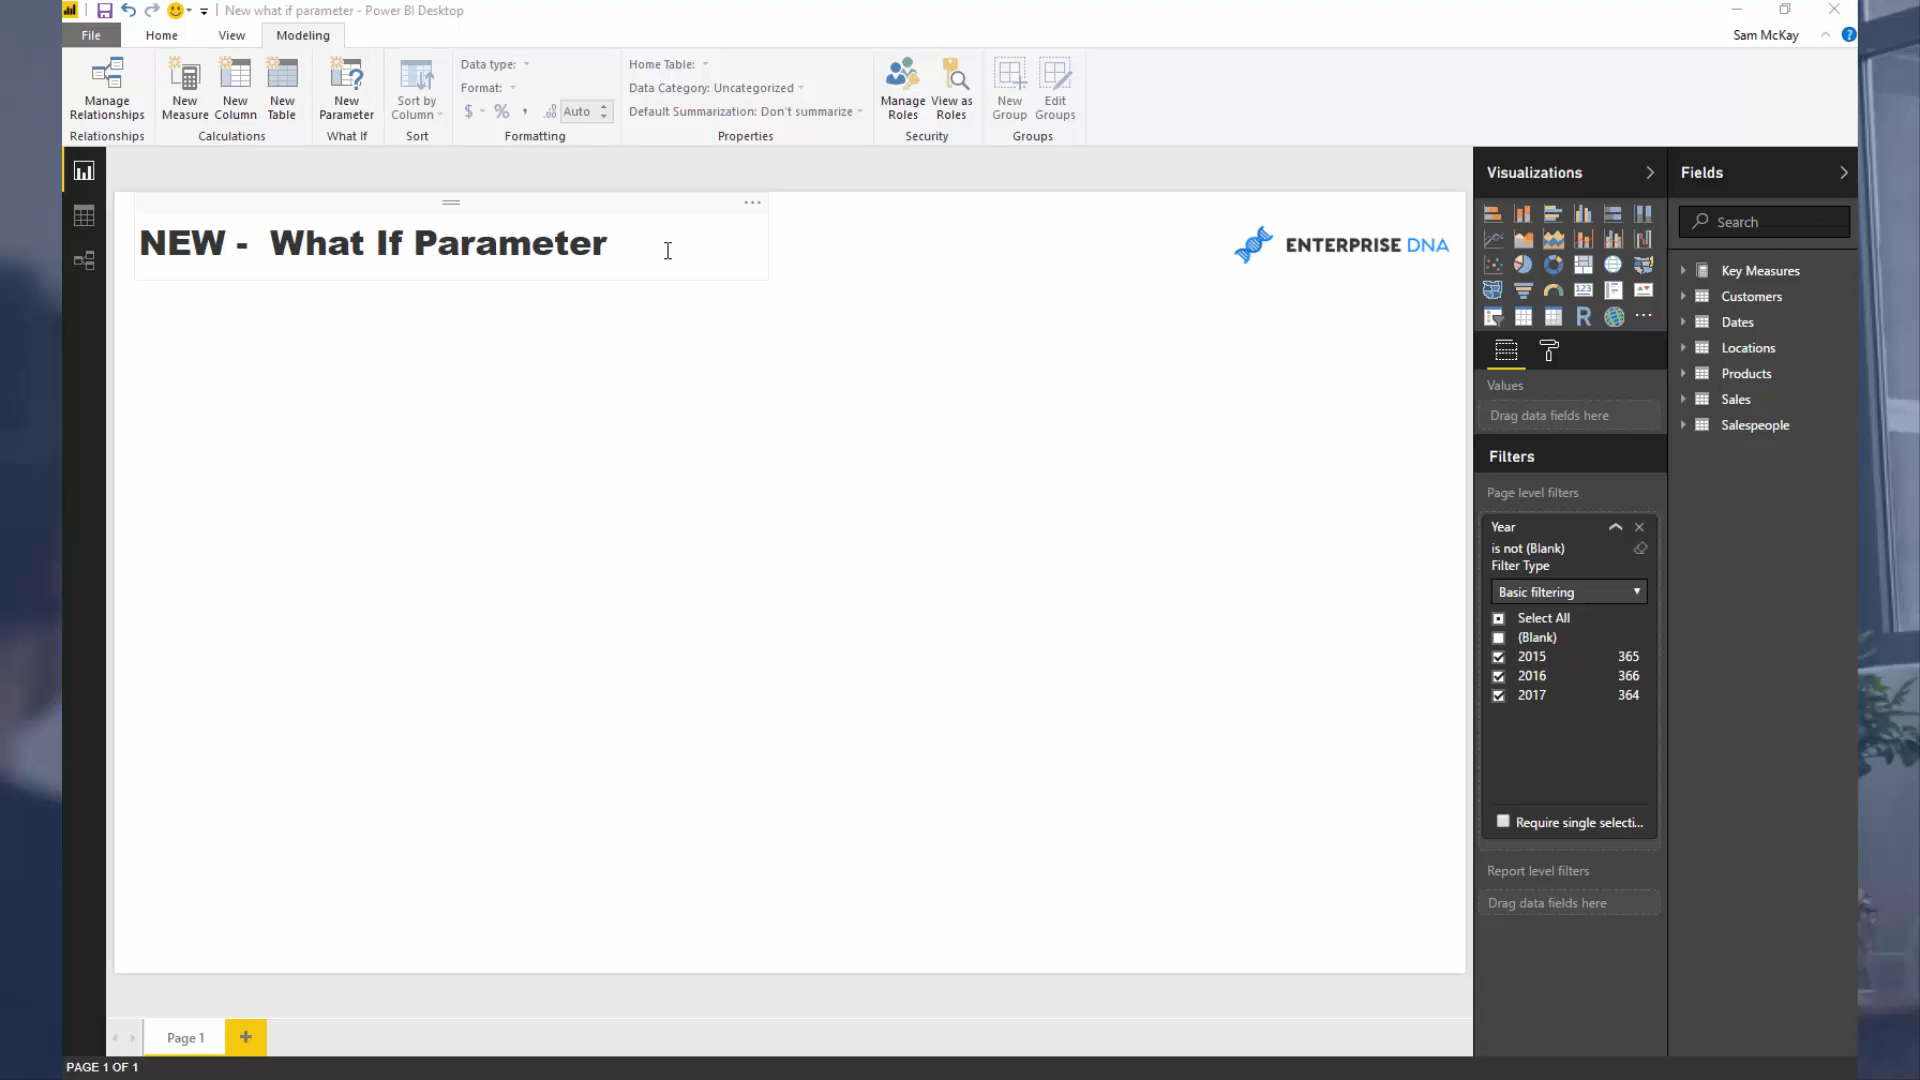 New what if parameter - Power BI Desktop
File
Home
View
Modeling
Sam McKay
Manage Relationships
New Measure
New Column
New Table
New Parameter
Sort by Column
Data type:
Format:
$ % , .00 Auto
Home Table:
Data Category: Uncategorized
Default Summarization: Don't summarize
Manage Roles
View as Roles
New Group
Edit Groups
Relationships
Calculations
What If
Sort
Formatting
Properties
Security
Groups
NEW - What If Parameter
ENTERPRISE DNA
Visualizations
123
R
Values
Drag data fields here
Filters
Page level filters
Year
is not (Blank)
Filter Type
Basic filtering
Select All
(Blank)
2015 365
2016 366
2017 364
Require single selecti...
Report level filters
Drag data fields here
Fields
Search
Key Measures
Customers
Dates
Locations
Products
Sales
Salespeople
Page 1
PAGE 1 OF 1